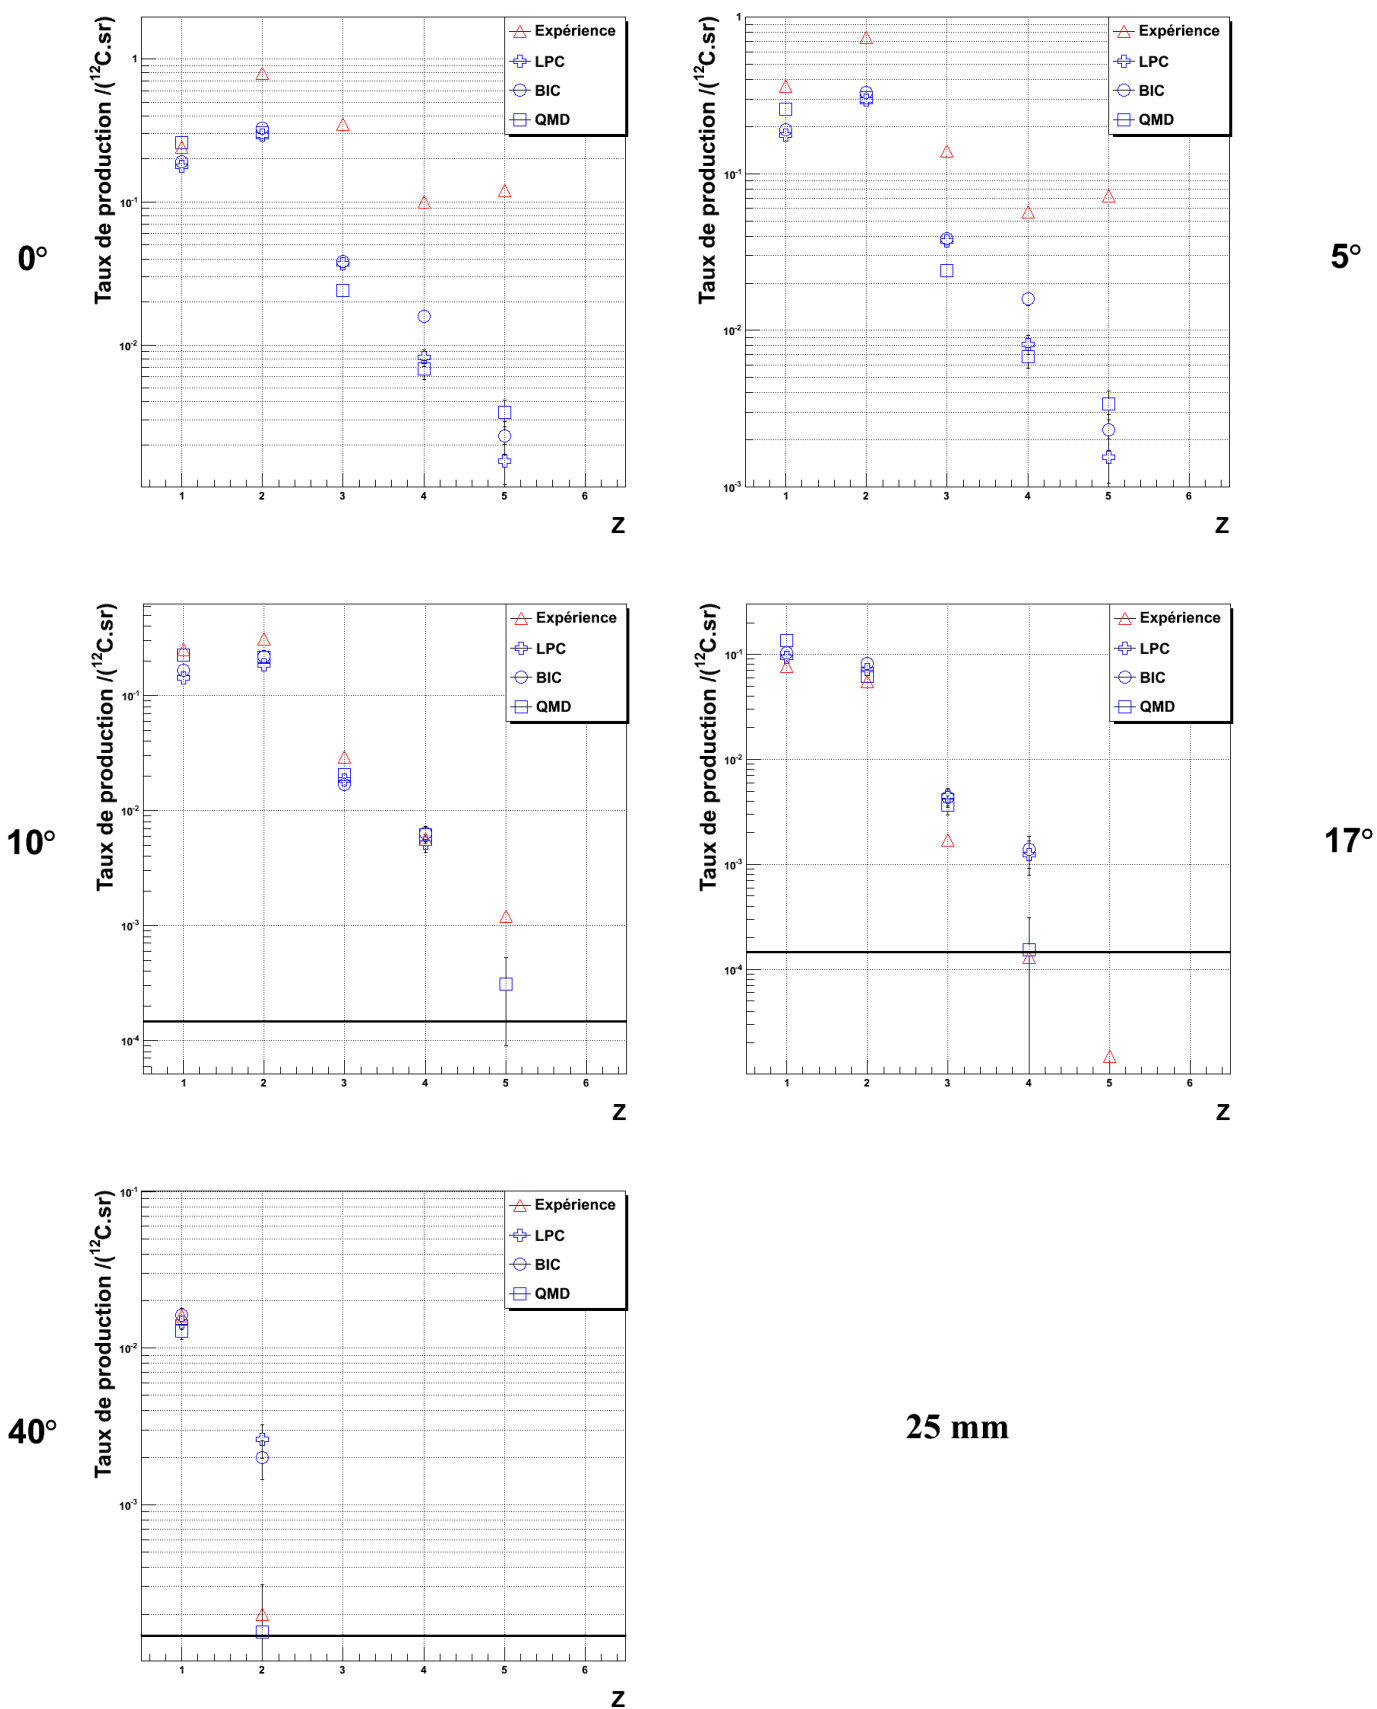 0°
Taux de production /(¹²C.sr)
Expérience
LPC
BIC
QMD
1
10⁻¹
10⁻²
1 2 3 4 5 6
Z
Taux de production /(¹²C.sr)
Expérience
LPC
BIC
QMD
1
10⁻¹
10⁻²
10⁻³
1 2 3 4 5 6
Z
5°
10°
Taux de production /(¹²C.sr)
Expérience
LPC
BIC
QMD
10⁻¹
10⁻²
10⁻³
10⁻⁴
1 2 3 4 5 6
Z
Taux de production /(¹²C.sr)
Expérience
LPC
BIC
QMD
10⁻¹
10⁻²
10⁻³
10⁻⁴
1 2 3 4 5 6
Z
17°
40°
Taux de production /(¹²C.sr)
Expérience
LPC
BIC
QMD
10⁻¹
10⁻²
10⁻³
1 2 3 4 5 6
Z
25 mm